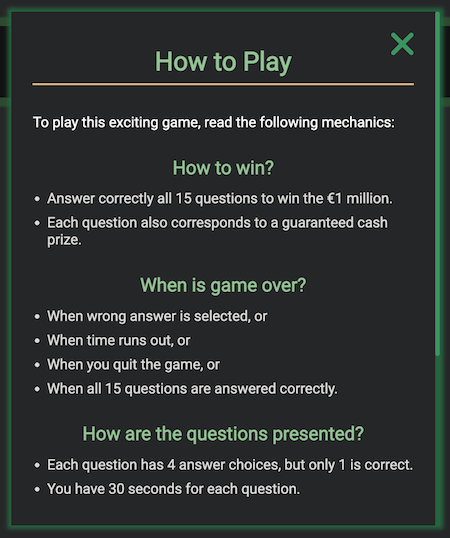 How to Play
To play this exciting game, read the following mechanics:
How to win?
• Answer correctly all 15 questions to win the €1 million.
• Each question also corresponds to a guaranteed cash
prize.
When is game over?
• When wrong answer is selected, or
• When time runs out, or
• When you quit the game, or
• When all 15 questions are answered correctly.
How are the questions presented?
• Each question has 4 answer choices, but only 1 is correct.
• You have 30 seconds for each question.